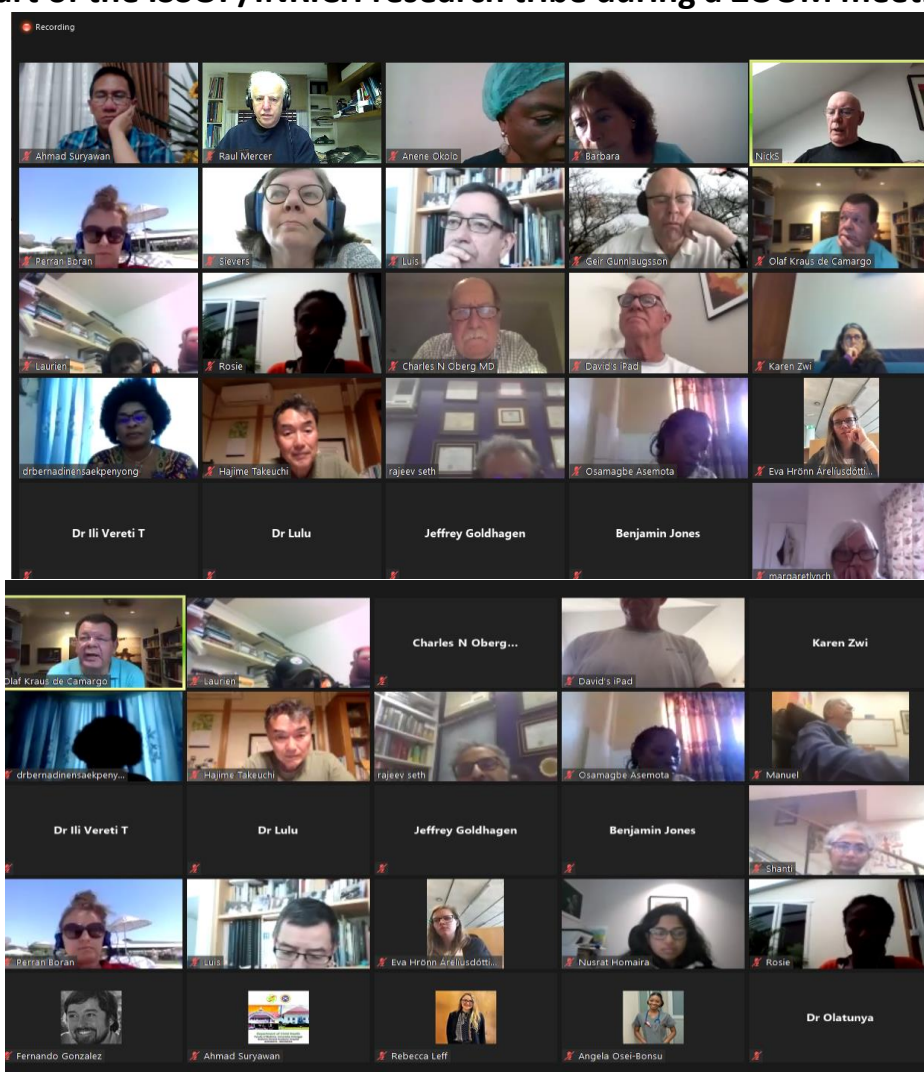 art of the ISSOP/INRICH research tribe during a ZOOM meet
Recording
Ahmad Suryawan
Raul Mercer
Anene Okolo
Barbara
NickS
Perran Boran
Sievers
Luis
Geir Gunnlaugsson
Olaf Kraus de Camargo
Laurien
Rosie
Charles N Oberg MD
David's iPad
Karen Zwi
drbernadinensaekpenyong
Hajime Takeuchi
rajeev seth
Osamagbe Asemota
Eva Hrönn Árelíusdótti...
Dr Ili Vereti T
Dr Lulu
Jeffrey Goldhagen
Benjamin Jones
margaretlynch
Olaf Kraus de Camargo
Laurien
Charles N Oberg...
David's iPad
Karen Zwi
drbernadinensaekpeny...
Hajime Takeuchi
rajeev seth
Osamagbe Asemota
Manuel
Dr Ili Vereti T
Dr Lulu
Jeffrey Goldhagen
Benjamin Jones
Shanti
Perran Boran
Luis
Eva Hrönn Árelíusdótti...
Nusrat Homaira
Rosie
Fernando Gonzalez
Ahmad Suryawan
Rebecca Leff
Angela Osei-Bonsu
Dr Olatunya